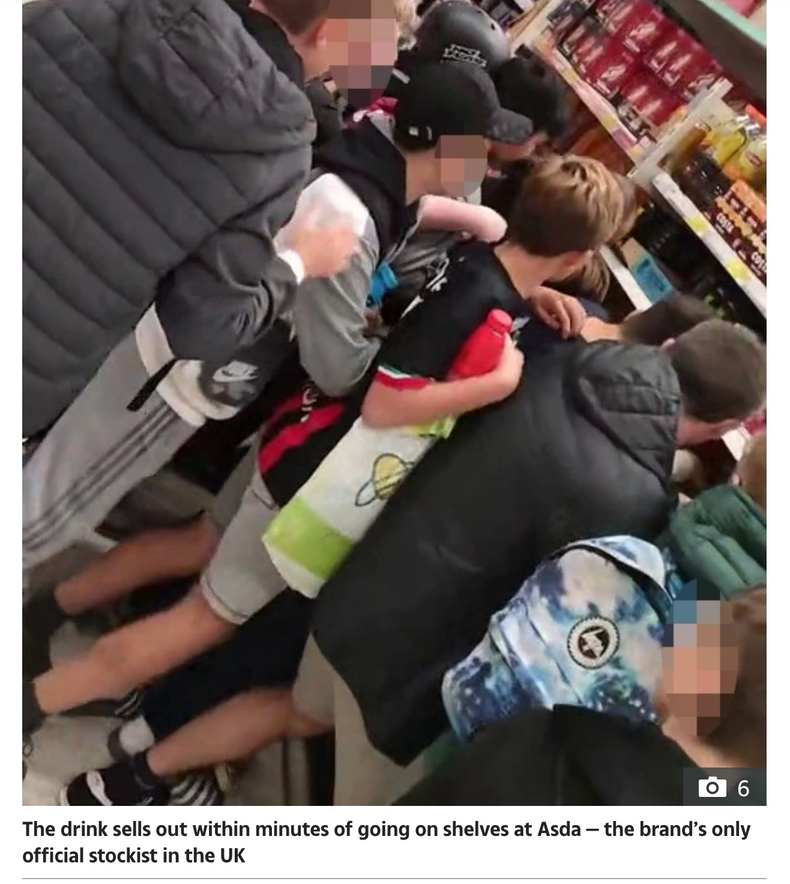 6
The drink sells out within minutes of going on shelves at Asda – the brand's only
official stockist in the UK